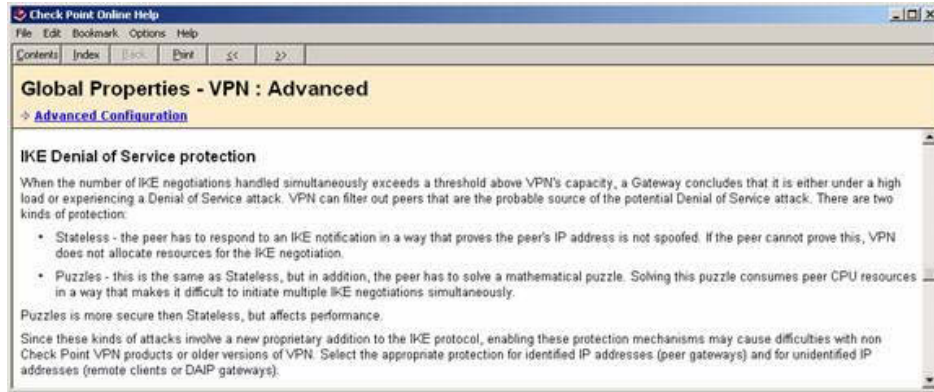 Check Point Online Help
File Edit Bookmark Options Help
Contents Index Back Print << >>
Global Properties - VPN : Advanced
Advanced Configuration
IKE Denial of Service protection
When the number of IKE negotiations handled simultaneously exceeds a threshold above VPN's capacity, a Gateway concludes that it is either under a high
load or experiencing a Denial of Service attack. VPN can filter out peers that are the probable source of the potential Denial of Service attack. There are two
kinds of protection:
• Stateless - the peer has to respond to an IKE notification in a way that proves the peer's IP address is not spoofed. If the peer cannot prove this, VPN
does not allocate resources for the IKE negotiation.
• Puzzles - this is the same as Stateless, but in addition, the peer has to solve a mathematical puzzle. Solving this puzzle consumes peer CPU resources
in a way that makes it difficult to initiate multiple IKE negotiations simultaneously.
Puzzles is more secure then Stateless, but affects performance.
Since these kinds of attacks involve a new proprietary addition to the IKE protocol, enabling these protection mechanisms may cause difficulties with non
Check Point VPN products or older versions of VPN. Select the appropriate protection for identified IP addresses (peer gateways) and for unidentified IP
addresses (remote clients or DAIP gateways):